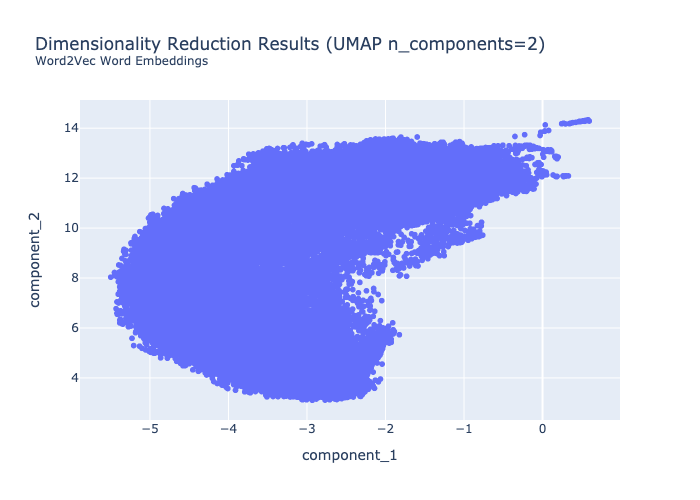 Dimensionality Reduction Results (UMAP n_components=2)
Word2Vec Word Embeddings
14
12
10
8
6
4
component_2
−5 −4 −3 −2 −1 0
component_1